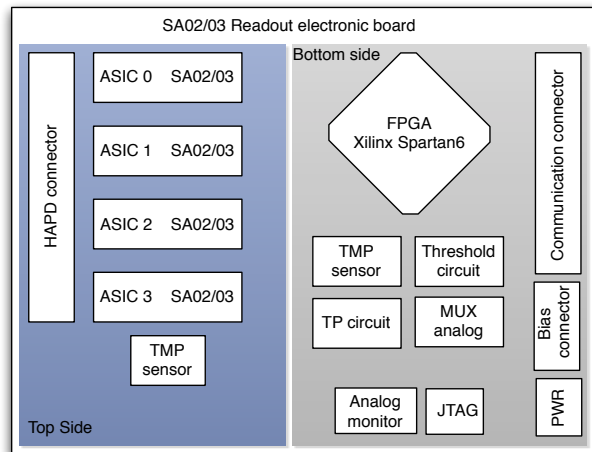 SA02/03 Readout electronic board
HAPD connector
ASIC 0 SA02/03
ASIC 1 SA02/03
ASIC 2 SA02/03
ASIC 3 SA02/03
TMP
sensor
Top Side
Bottom side
FPGA
Xilinx Spartan6
TMP
sensor
Threshold
circuit
TP circuit
MUX
analog
Analog
monitor
JTAG
Communication connector
Bias
connector
PWR